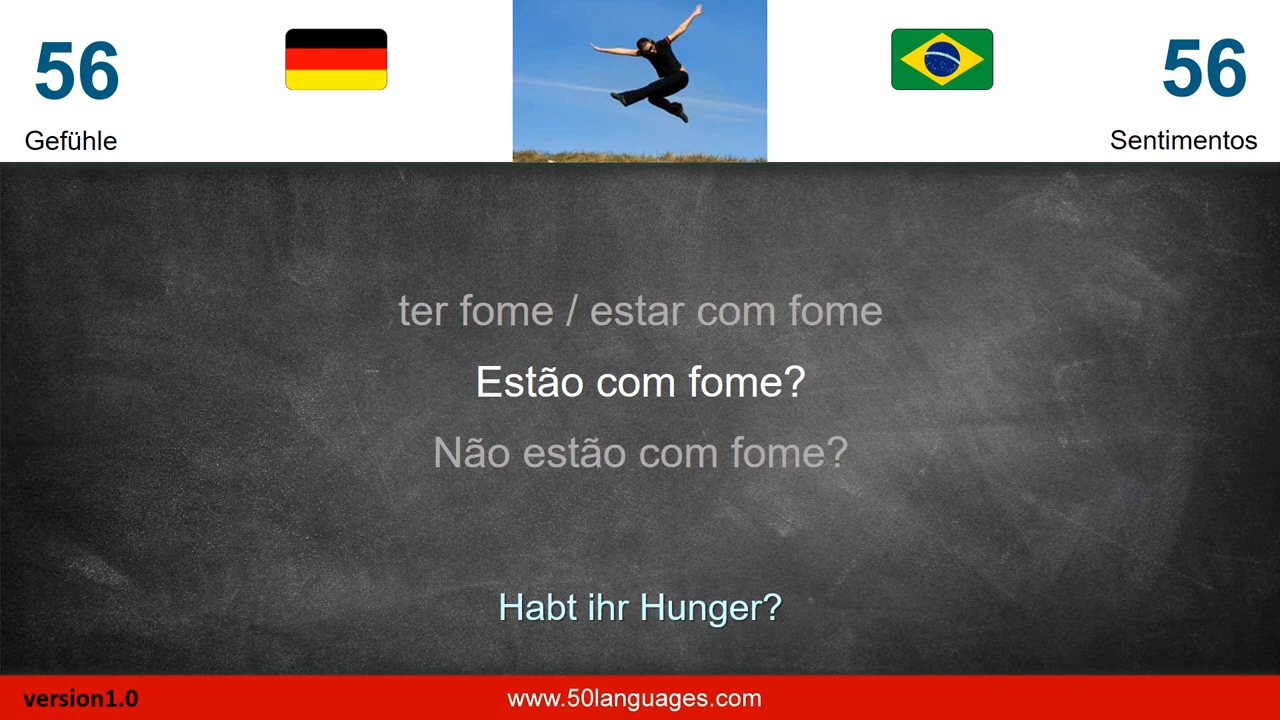 56
56
Gefühle
Sentimentos
ter fome / estar com fome
Estão com fome?
Não estão com fome?
Habt ihr Hunger?
version1.0
www.50languages.com